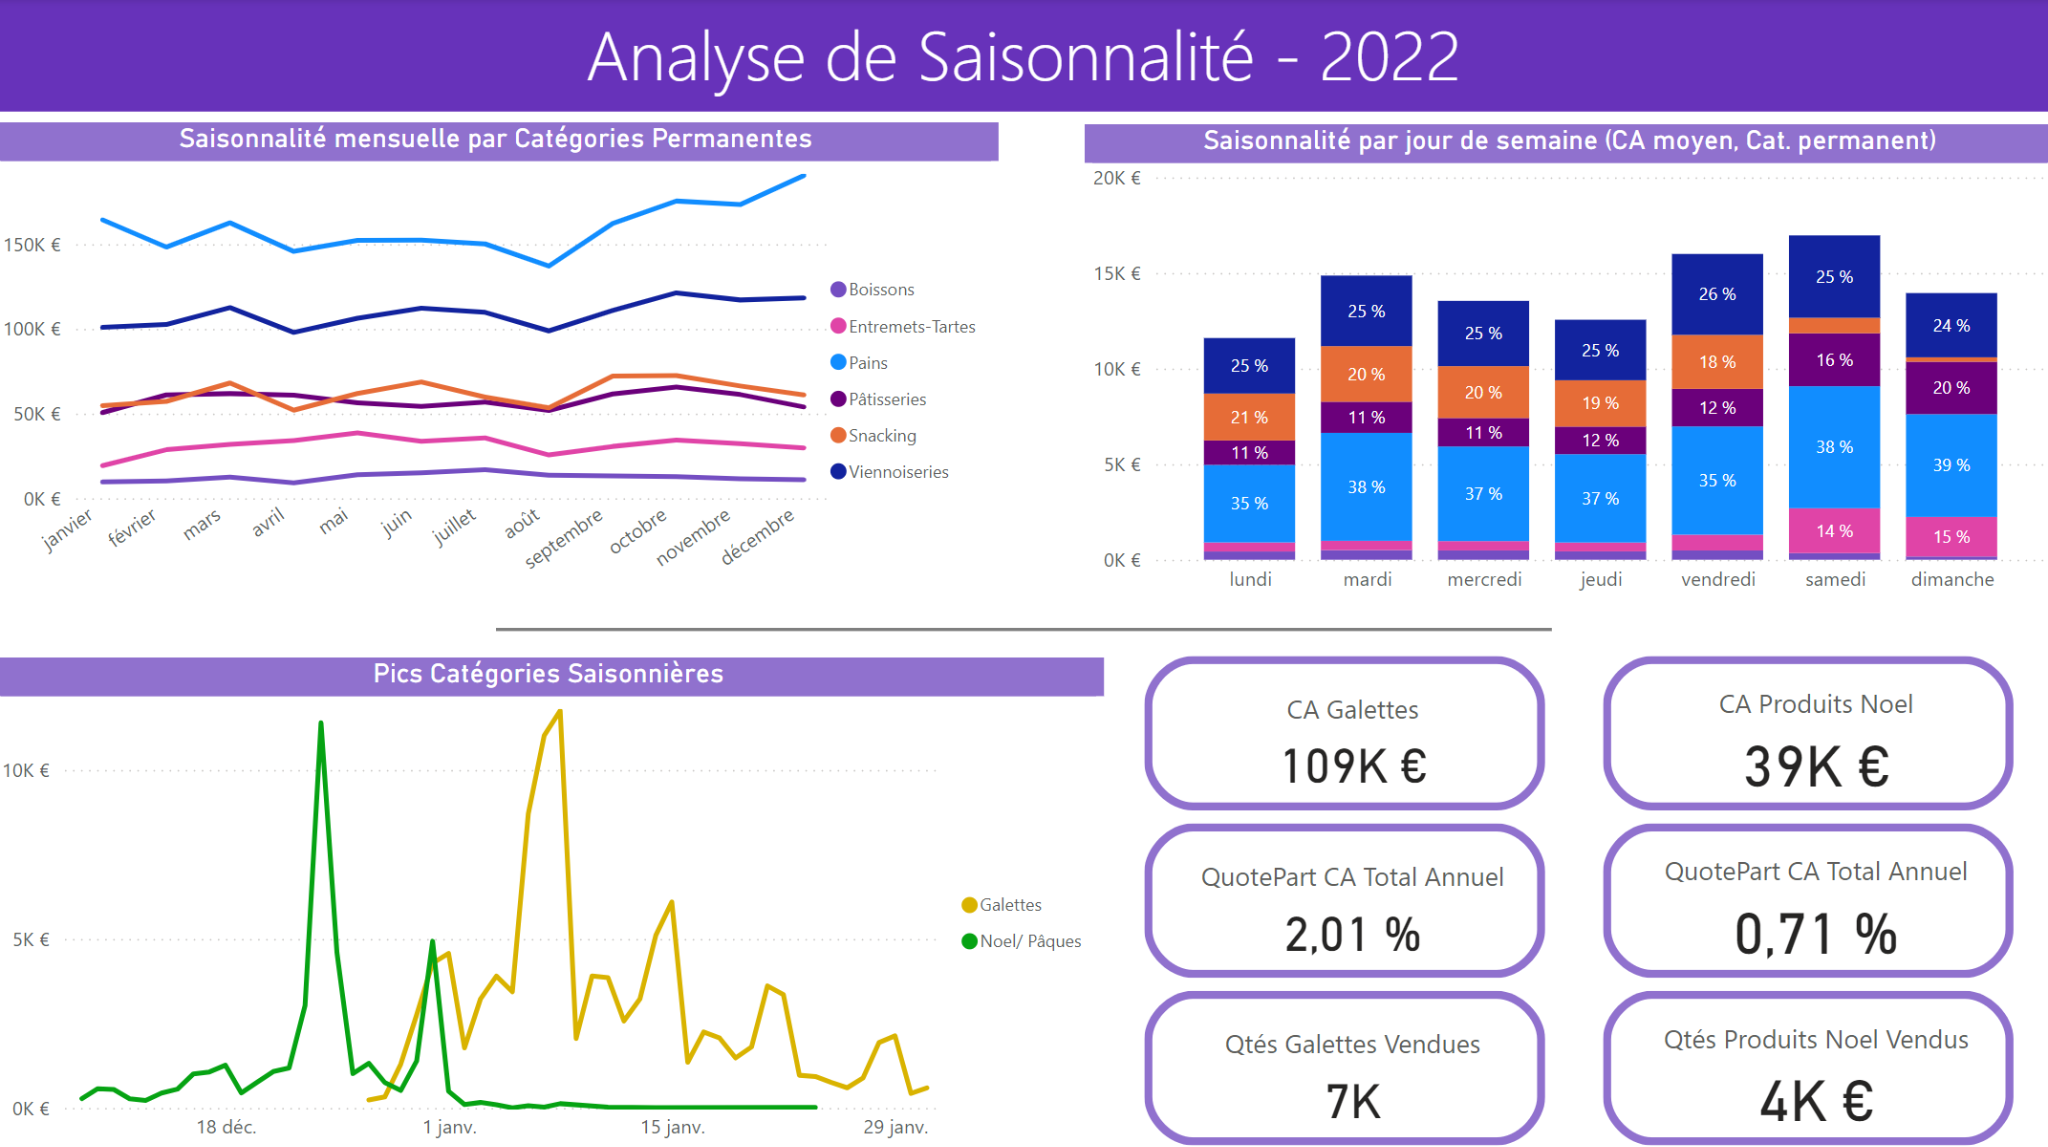 Analyse de Saisonnalité - 2022
Saisonnalité mensuelle par Catégories Permanentes
150K €
100K €
50K €
0K €
janvier
février
mars
avril
mai
juin
juillet
août
septembre
octobre
novembre
décembre
Boissons
Entremets-Tartes
Pains
Pâtisseries
Snacking
Viennoiseries
Saisonnalité par jour de semaine (CA moyen, Cat. permanent)
20K €
15K €
10K €
5K €
0K €
25 %
21 %
11 %
35 %
25 %
20 %
11 %
38 %
25 %
20 %
11 %
37 %
25 %
19 %
12 %
37 %
26 %
18 %
12 %
35 %
25 %
16 %
38 %
14 %
24 %
20 %
39 %
15 %
lundi
mardi
mercredi
jeudi
vendredi
samedi
dimanche
Pics Catégories Saisonnières
10K €
5K €
0K €
18 déc.
1 janv.
15 janv.
29 janv.
Galettes
Noel/ Pâques
CA Galettes
109K €
CA Produits Noel
39K €
QuotePart CA Total Annuel
2,01 %
QuotePart CA Total Annuel
0,71 %
Qtés Galettes Vendues
7K
Qtés Produits Noel Vendus
4K €